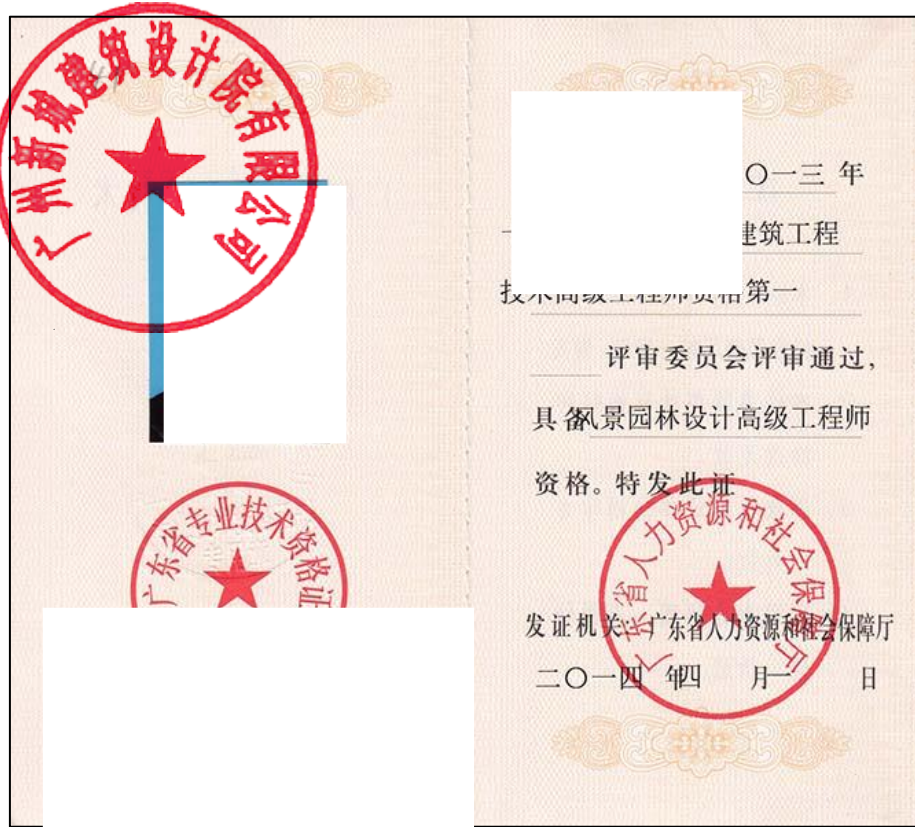 广州新城建筑设计院有限公司
广东省专业技术资格证
〇一三年
建筑工程
技术高级工程师资格第一
评审委员会评审通过，
具备风景园林设计高级工程师
资格。特发此证
广东省人力资源和社会保障厅
发证机关：广东省人力资源和社会保障厅
二〇一四年四月一日